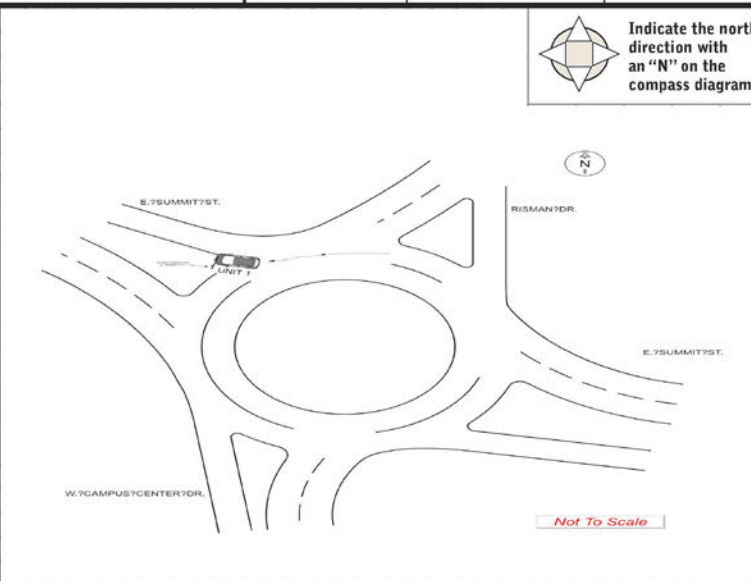 Indicate the north
direction with
an “N” on the
compass diagram
N
E.?SUMMIT?ST.
RISMAN?DR.
UNIT 1
E.?SUMMIT?ST.
W.?CAMPUS?CENTER?DR.
Not To Scale